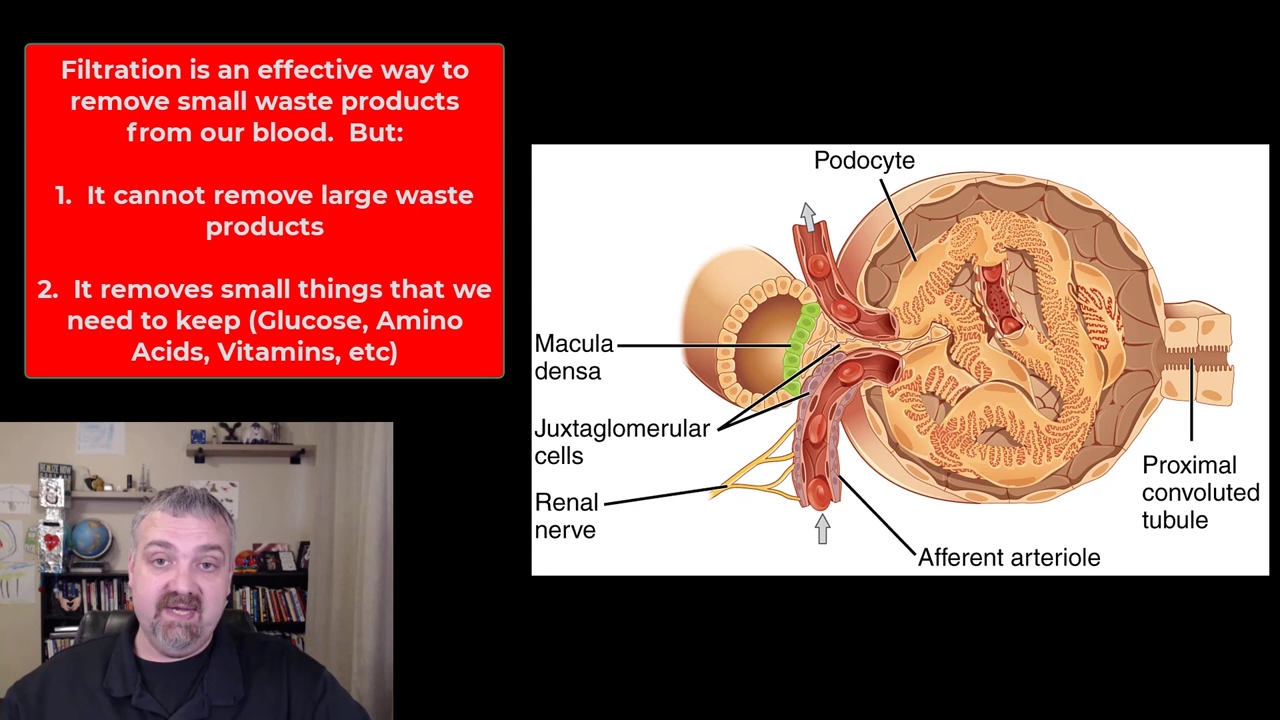 Filtration is an effective way to
remove small waste products
from our blood.  But:
1.  It cannot remove large waste
products
2.  It removes small things that we
need to keep (Glucose, Amino
Acids, Vitamins, etc)
Podocyte
Macula
densa
Juxtaglomerular
cells
Renal
nerve
Afferent arteriole
Proximal
convoluted
tubule